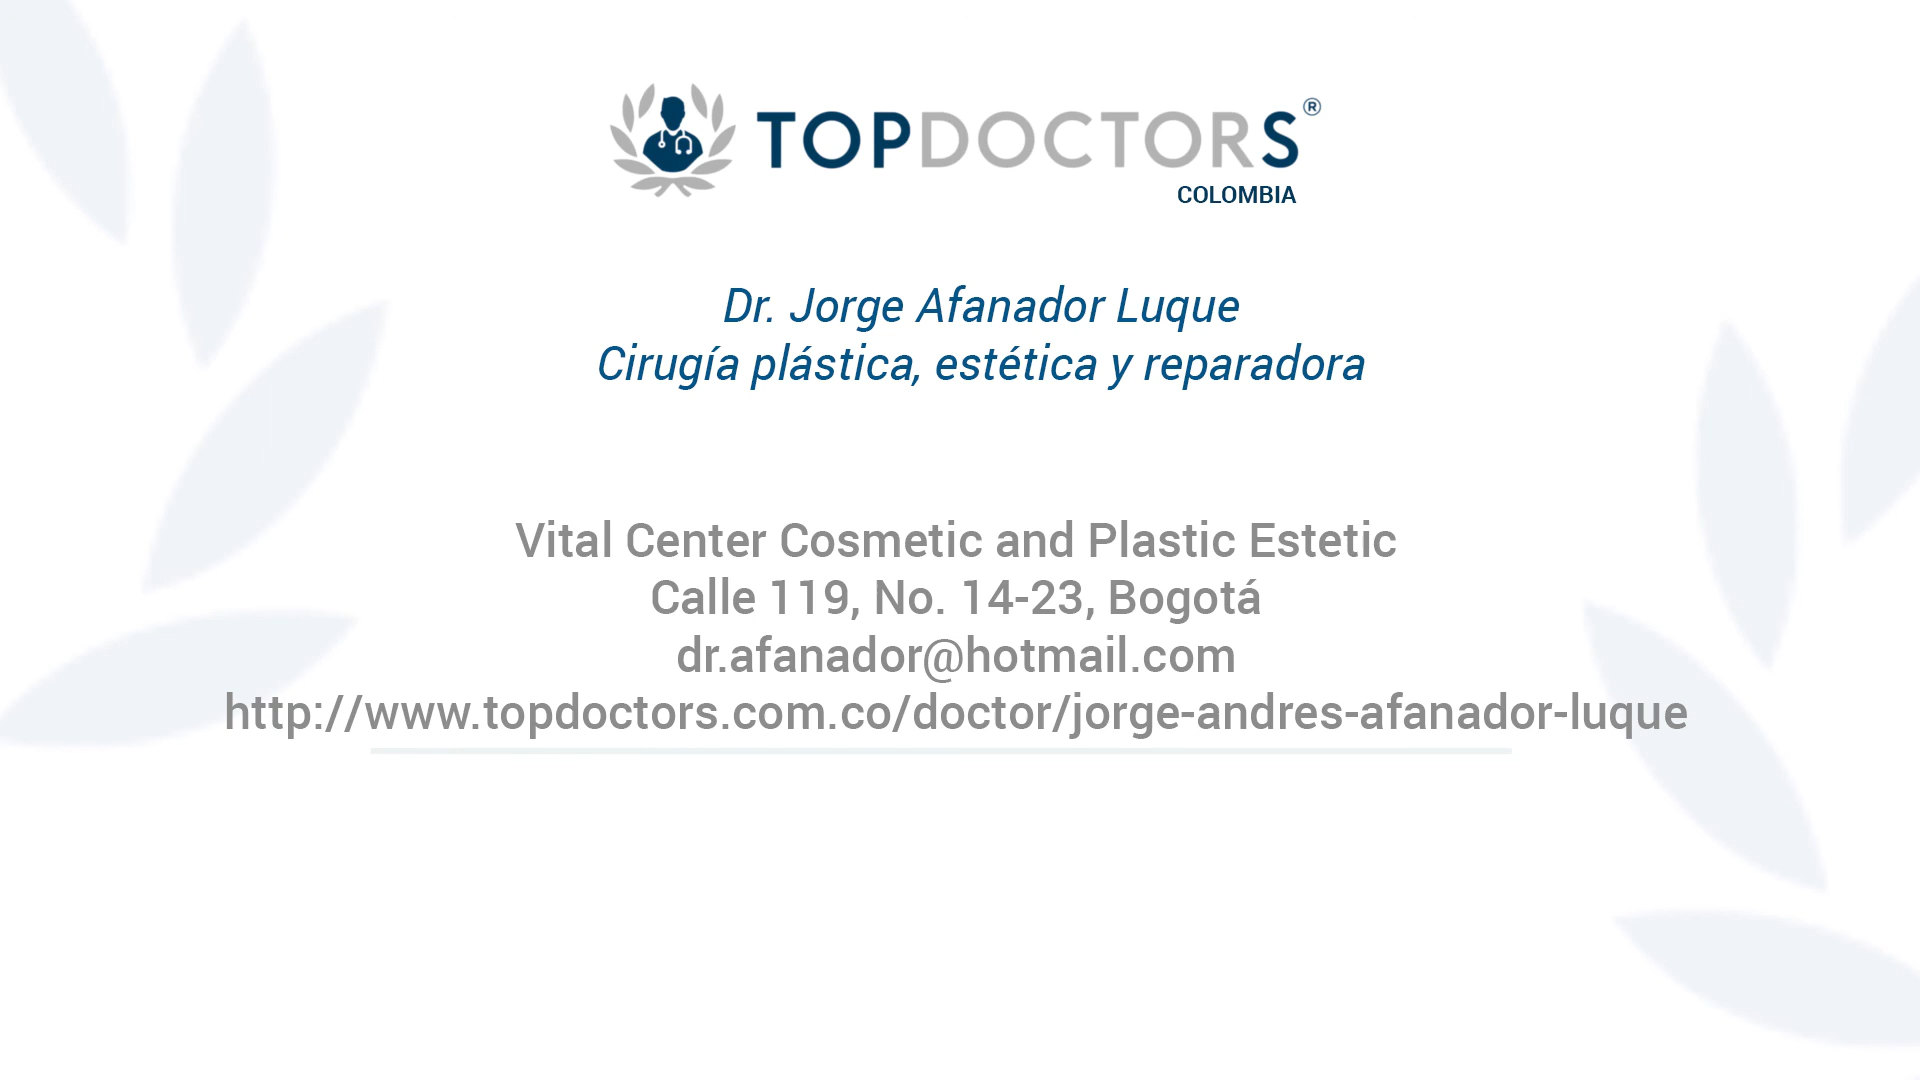 TOPDOCTORS®
COLOMBIA
Dr. Jorge Afanador Luque
Cirugía plástica, estética y reparadora
Vital Center Cosmetic and Plastic Estetic
Calle 119, No. 14-23, Bogotá
dr.afanador@hotmail.com
http://www.topdoctors.com.co/doctor/jorge-andres-afanador-luque